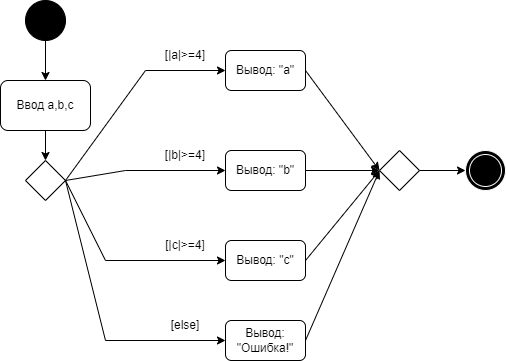 [|a|>=4]
Вывод: "a"
Ввод a,b,c
[|b|>=4]
Вывод: "b"
[|c|>=4]
Вывод: "c"
[else]
Вывод:
"Ошибка!"